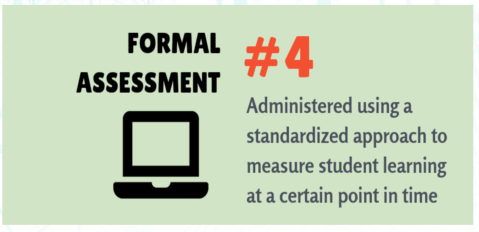 FORMAL
ASSESSMENT
#4
Administered using a
standardized approach to
measure student learning
at a certain point in time